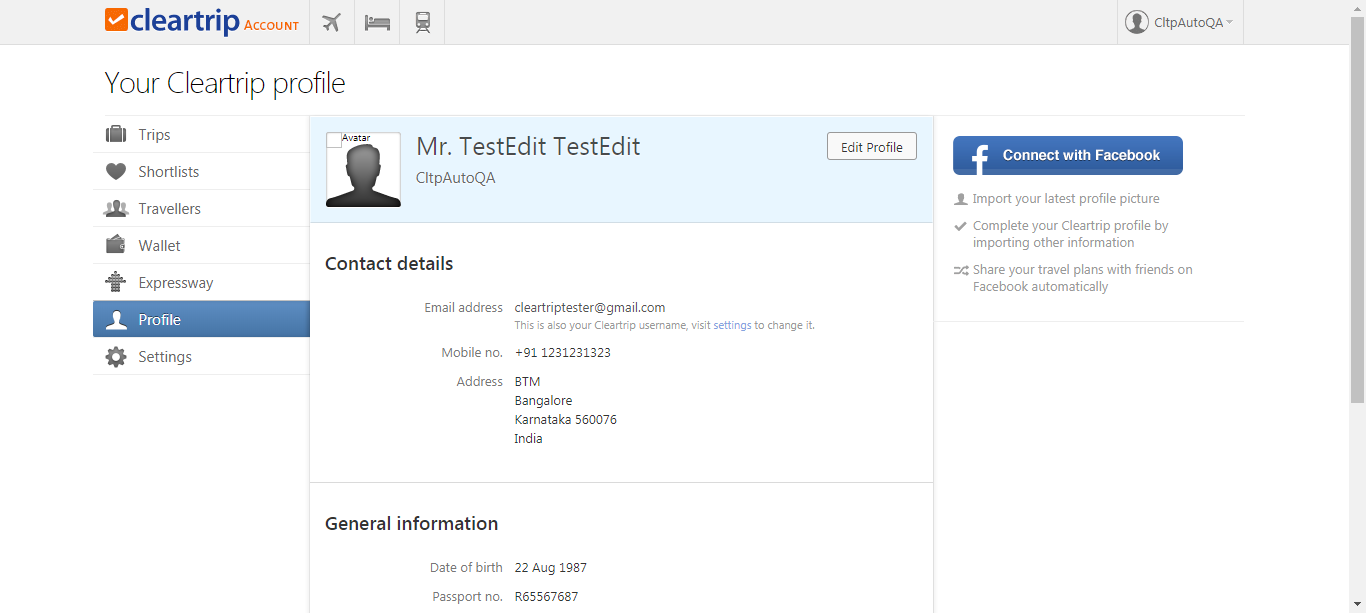 cleartrip ACCOUNT
CltpAutoQA
Your Cleartrip profile
Trips
Shortlists
Travellers
Wallet
Expressway
Profile
Settings
Avatar
Mr. TestEdit TestEdit
CltpAutoQA
Edit Profile
Contact details
Email address cleartriptester@gmail.com
This is also your Cleartrip username, visit settings to change it.
Mobile no. +91 1231231323
Address BTM
Bangalore
Karnataka 560076
India
General information
Date of birth 22 Aug 1987
Passport no. R65567687
f Connect with Facebook
Import your latest profile picture
Complete your Cleartrip profile by
importing other information
Share your travel plans with friends on
Facebook automatically